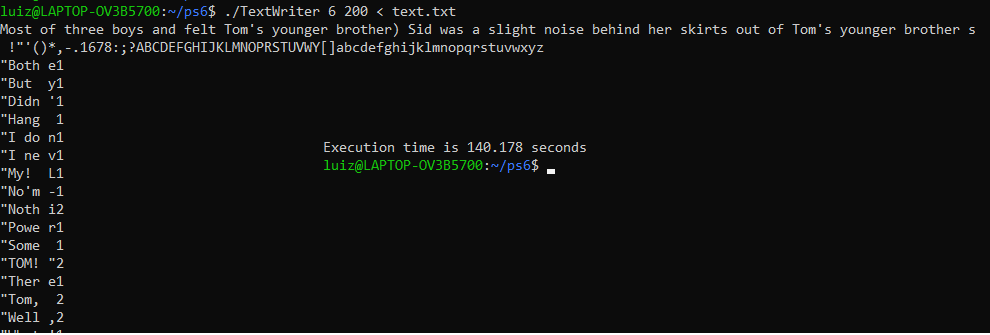 luiz@LAPTOP-OV3B5700:~/ps6$ ./TextWriter 6 200 < text.txt
Most of three boys and felt Tom's younger brother) Sid was a slight noise behind her skirts out of Tom's younger brother s
 !"'()*,-.1678:;?ABCDEFGHIJKLMNOPRSTUVWY[]abcdefghijklmnopqrstuvwxyz
"Both e1
"But  y1
"Didn '1
"Hang  1
"I do n1
"I ne v1
"My!  L1
"No'm -1
"Noth i2
"Powe r1
"Some  1
"TOM! "2
"Ther e1
"Tom,  2
"Well ,2
Execution time is 140.178 seconds
luiz@LAPTOP-OV3B5700:~/ps6$